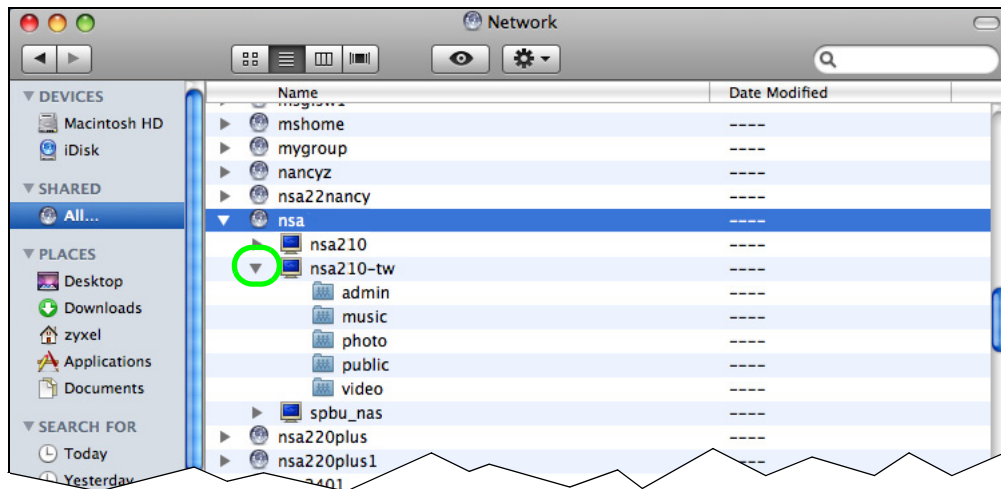 Network
DEVICES
Macintosh HD
iDisk
SHARED
All...
PLACES
Desktop
Downloads
zyxel
Applications
Documents
SEARCH FOR
Today
Yesterday
Name Date Modified
mshome ----
mygroup ----
nancyz ----
nsa22nancy ----
nsa ----
nsa210 ----
nsa210-tw ----
admin ----
music ----
photo ----
public ----
video ----
spbu_nas ----
nsa220plus ----
nsa220plus1 ----